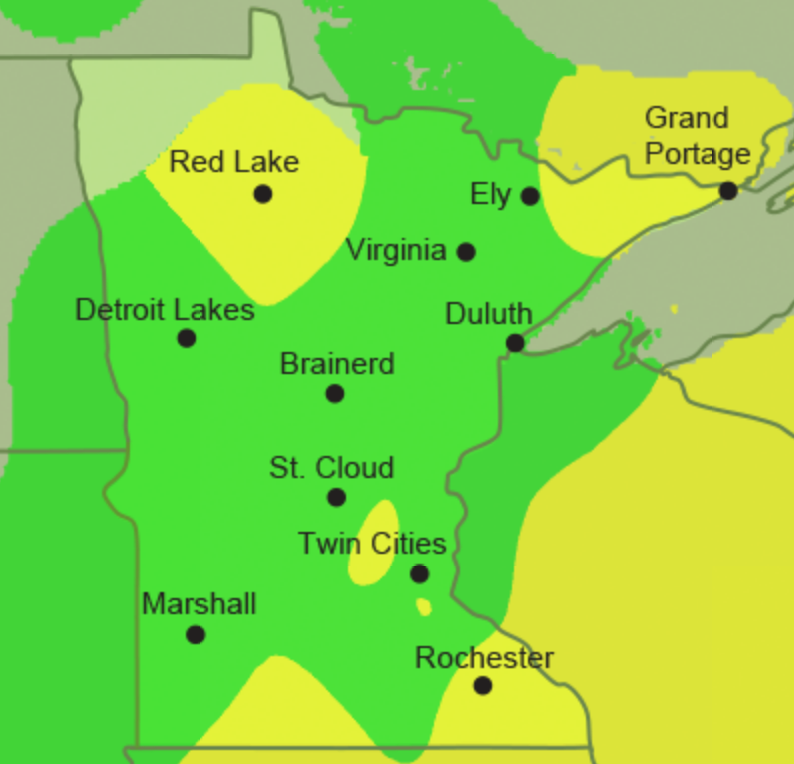 Grand
Portage
Red Lake
Ely
Virginia
Detroit Lakes
Duluth
Brainerd
St. Cloud
Twin Cities
Marshall
Rochester